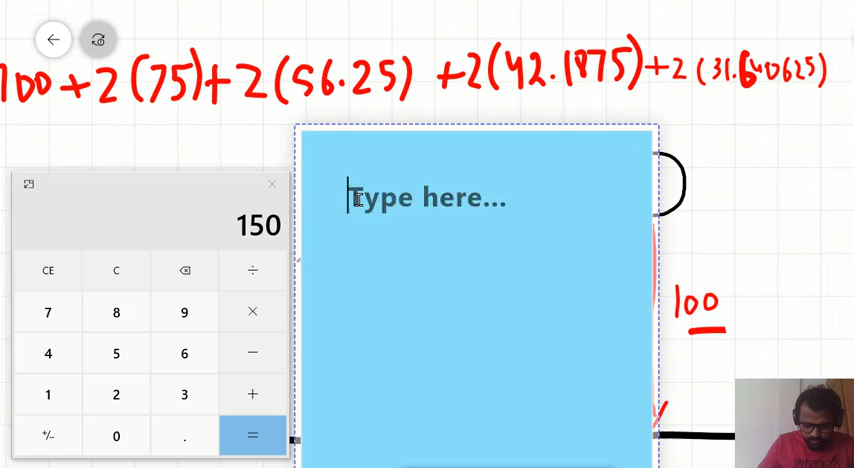 100 + 2 (75) + 2 (56.25) + 2 (42.1875) + 2 (31.640625)
Type here...
150
CE C ÷
7 8 9 ×
4 5 6 −
1 2 3 +
+/− 0 . =
100